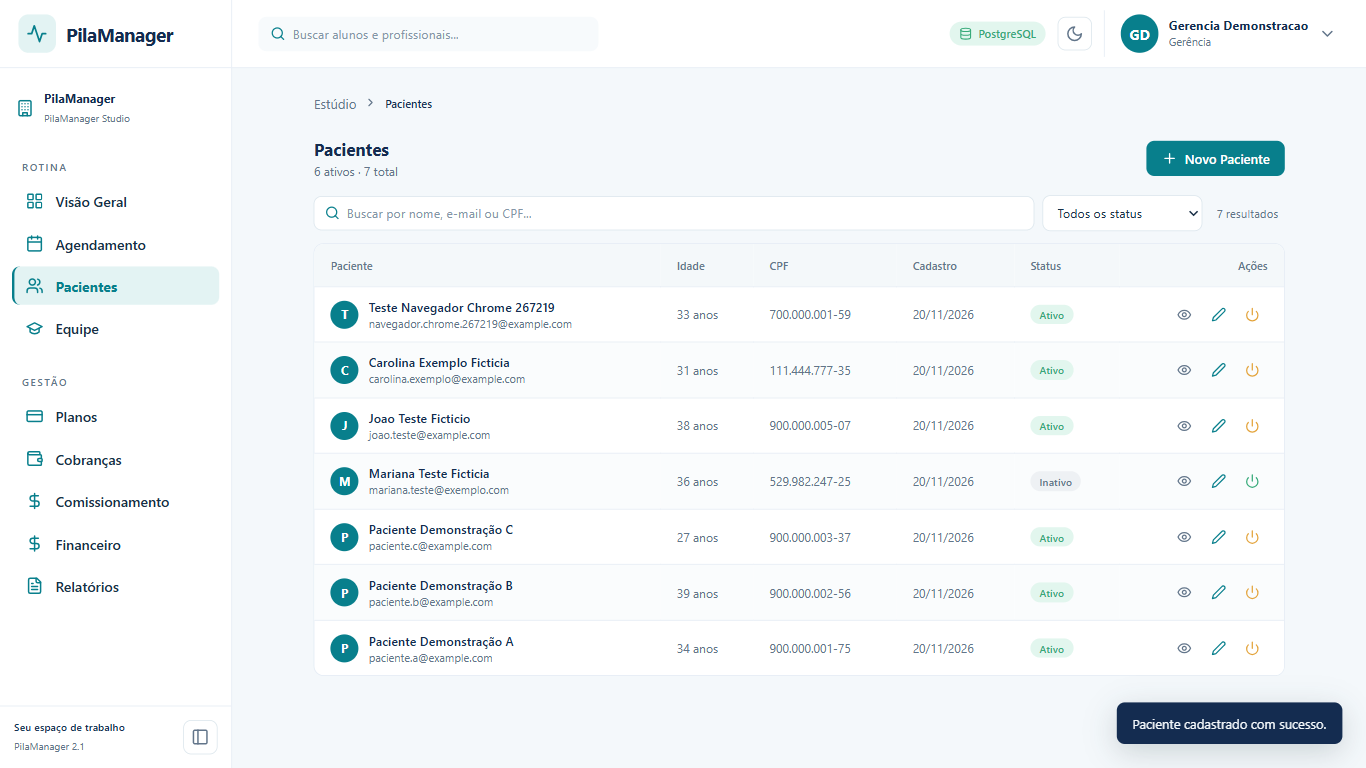 PilaManager
Buscar alunos e profissionais...
PostgreSQL
GD
Gerencia Demonstracao
Gerência
PilaManager
PilaManager Studio
ROTINA
Visão Geral
Agendamento
Pacientes
Equipe
GESTÃO
Planos
Cobranças
Comissionamento
Financeiro
Relatórios
Seu espaço de trabalho
PilaManager 2.1
Estúdio > Pacientes
Pacientes
6 ativos · 7 total
+ Novo Paciente
Buscar por nome, e-mail ou CPF...
Todos os status
7 resultados
Paciente Idade CPF Cadastro Status Ações
T Teste Navegador Chrome 267219 33 anos 700.000.001-59 20/11/2026 Ativo
navegador.chrome.267219@example.com
C Carolina Exemplo Ficticia 31 anos 111.444.777-35 20/11/2026 Ativo
carolina.exemplo@example.com
J Joao Teste Ficticio 38 anos 900.000.005-07 20/11/2026 Ativo
joao.teste@example.com
M Mariana Teste Ficticia 36 anos 529.982.247-25 20/11/2026 Inativo
mariana.teste@exemplo.com
P Paciente Demonstração C 27 anos 900.000.003-37 20/11/2026 Ativo
paciente.c@example.com
P Paciente Demonstração B 39 anos 900.000.002-56 20/11/2026 Ativo
paciente.b@example.com
P Paciente Demonstração A 34 anos 900.000.001-75 20/11/2026 Ativo
paciente.a@example.com
Paciente cadastrado com sucesso.